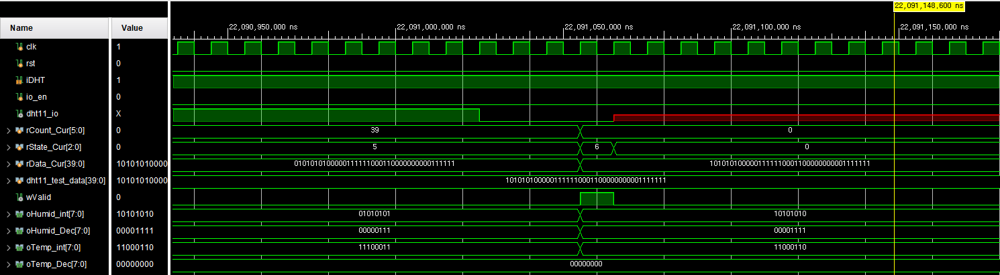 22,091,148,600 ns
Name Value
22,090,950,000 ns 22,091,000,000 ns 22,091,050,000 ns 22,091,100,000 ns 22,091,150,000 ns
clk 1
rst 0
iDHT 1
io_en 0
dht11_io X
rCount_Cur[5:0] 0 39 0
rState_Cur[2:0] 0 5 6 0
rData_Cur[39:0] 10101010000 0101010100000111111000110000000000111111 1010101000001111110001100000000001111111
dht11_test_data[39:0] 10101010000 1010101000001111110001100000000001111111
wValid 0
oHumid_int[7:0] 10101010 01010101 10101010
oHumid_Dec[7:0] 00001111 00000111 00001111
oTemp_int[7:0] 11000110 11100011 11000110
oTemp_Dec[7:0] 00000000 00000000